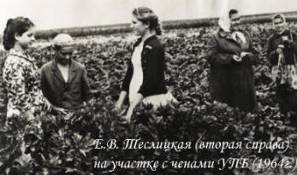 Е.В. Теслицкая (вторая справа)
на участке с ченами УПБ (1964г.)